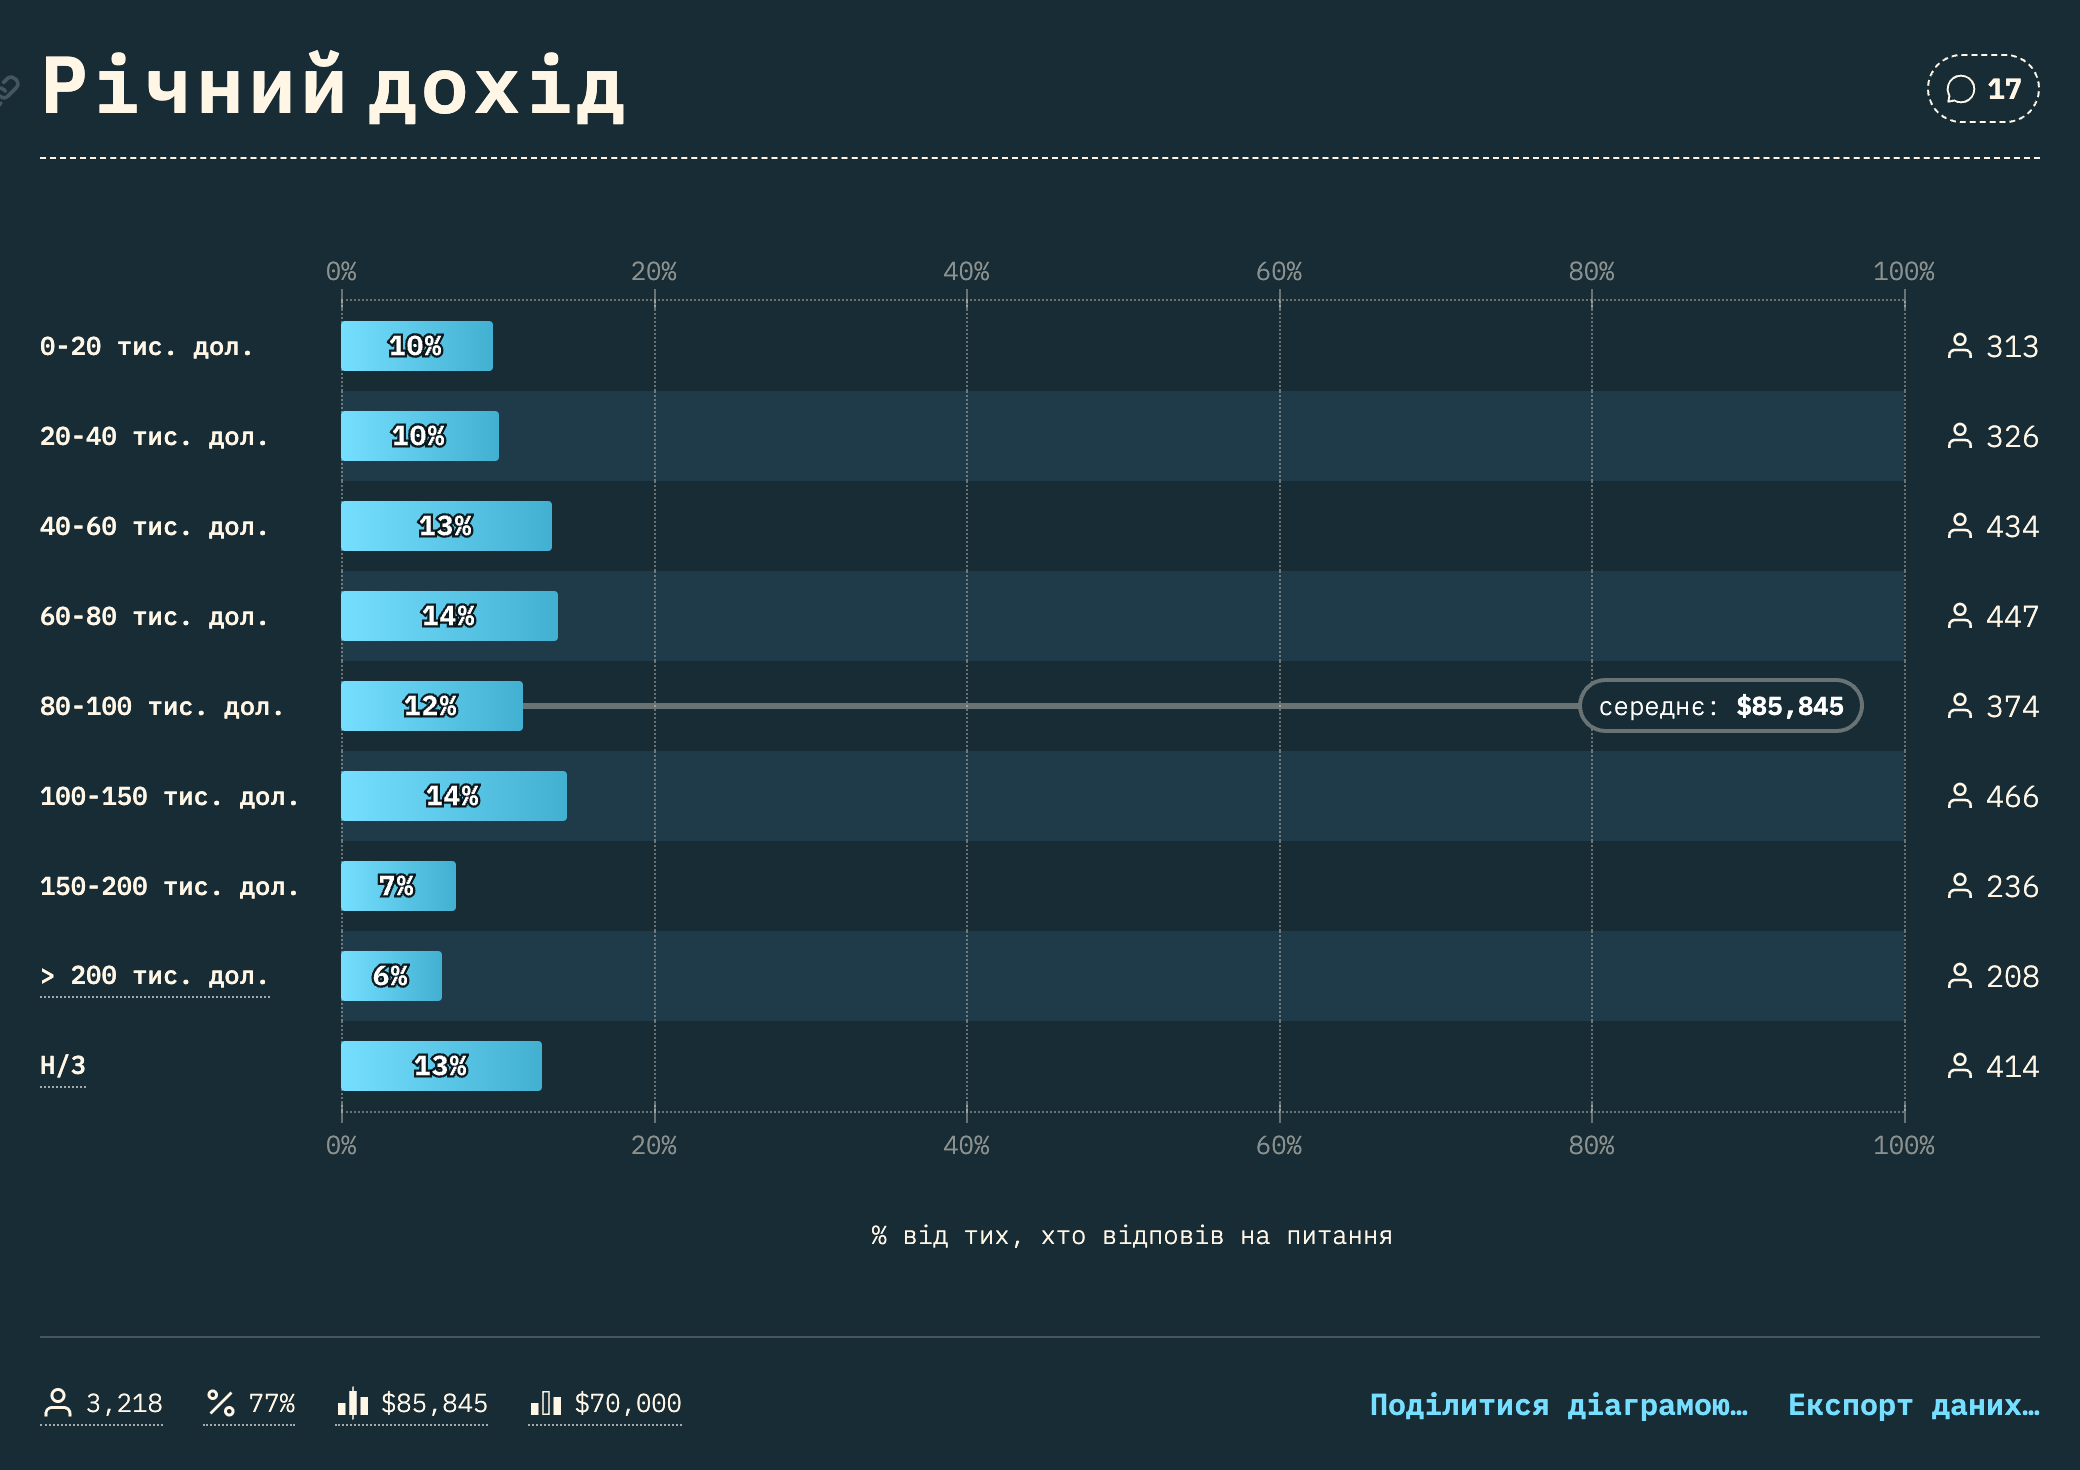 Річний дохід
17
0% 20% 40% 60% 80% 100%
0-20 тис. дол. 10% 313
20-40 тис. дол. 10% 326
40-60 тис. дол. 13% 434
60-80 тис. дол. 14% 447
80-100 тис. дол. 12% середнє: $85,845 374
100-150 тис. дол. 14% 466
150-200 тис. дол. 7% 236
> 200 тис. дол. 6% 208
Н/З 13% 414
0% 20% 40% 60% 80% 100%
% від тих, хто відповів на питання
3,218 77% $85,845 $70,000 Поділитися діаграмою… Експорт даних…